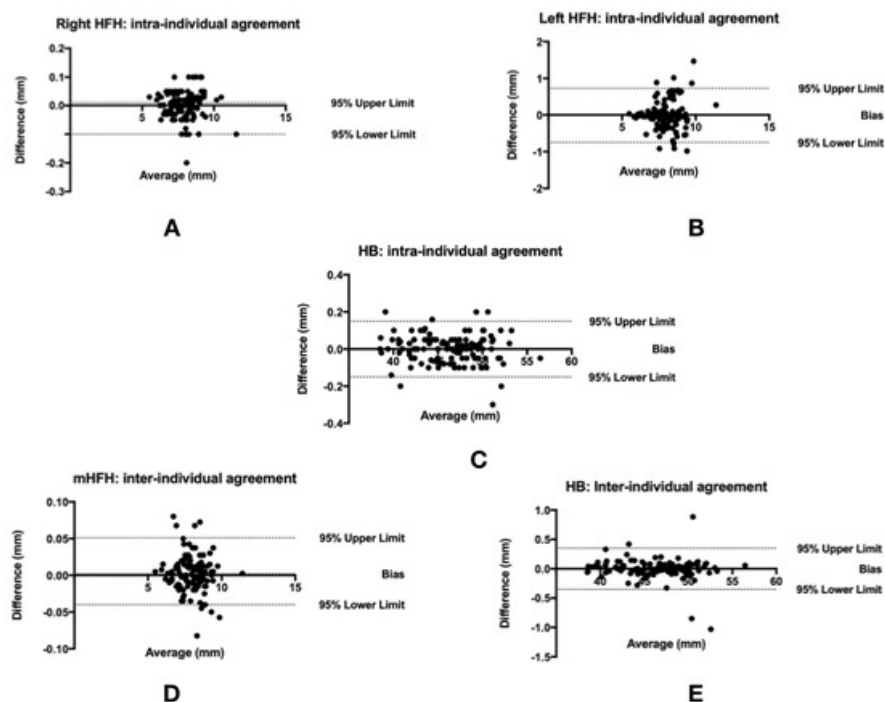 Right HFH: intra-individual agreement
Difference (mm)
0.2
0.1
0.0
-0.2
-0.3
5
10
15
95% Upper Limit
95% Lower Limit
Average (mm)
A
Left HFH: intra-individual agreement
Difference (mm)
2
1
0
-1
-2
5
10
15
95% Upper Limit
Bias
95% Lower Limit
Average (mm)
B
HB: intra-individual agreement
Difference (mm)
0.4
0.2
0.0
-0.2
-0.4
40
55
60
95% Upper Limit
Bias
95% Lower Limit
Average (mm)
C
mHFH: inter-individual agreement
Difference (mm)
0.10
0.05
0.00
-0.05
-0.10
5
10
15
95% Upper Limit
Bias
95% Lower Limit
Average (mm)
D
HB: Inter-individual agreement
Difference (mm)
1.0
0.5
0.0
-0.5
-1.0
-1.5
40
50
55
60
95% Upper Limit
Bias
95% Lower Limit
Average (mm)
E